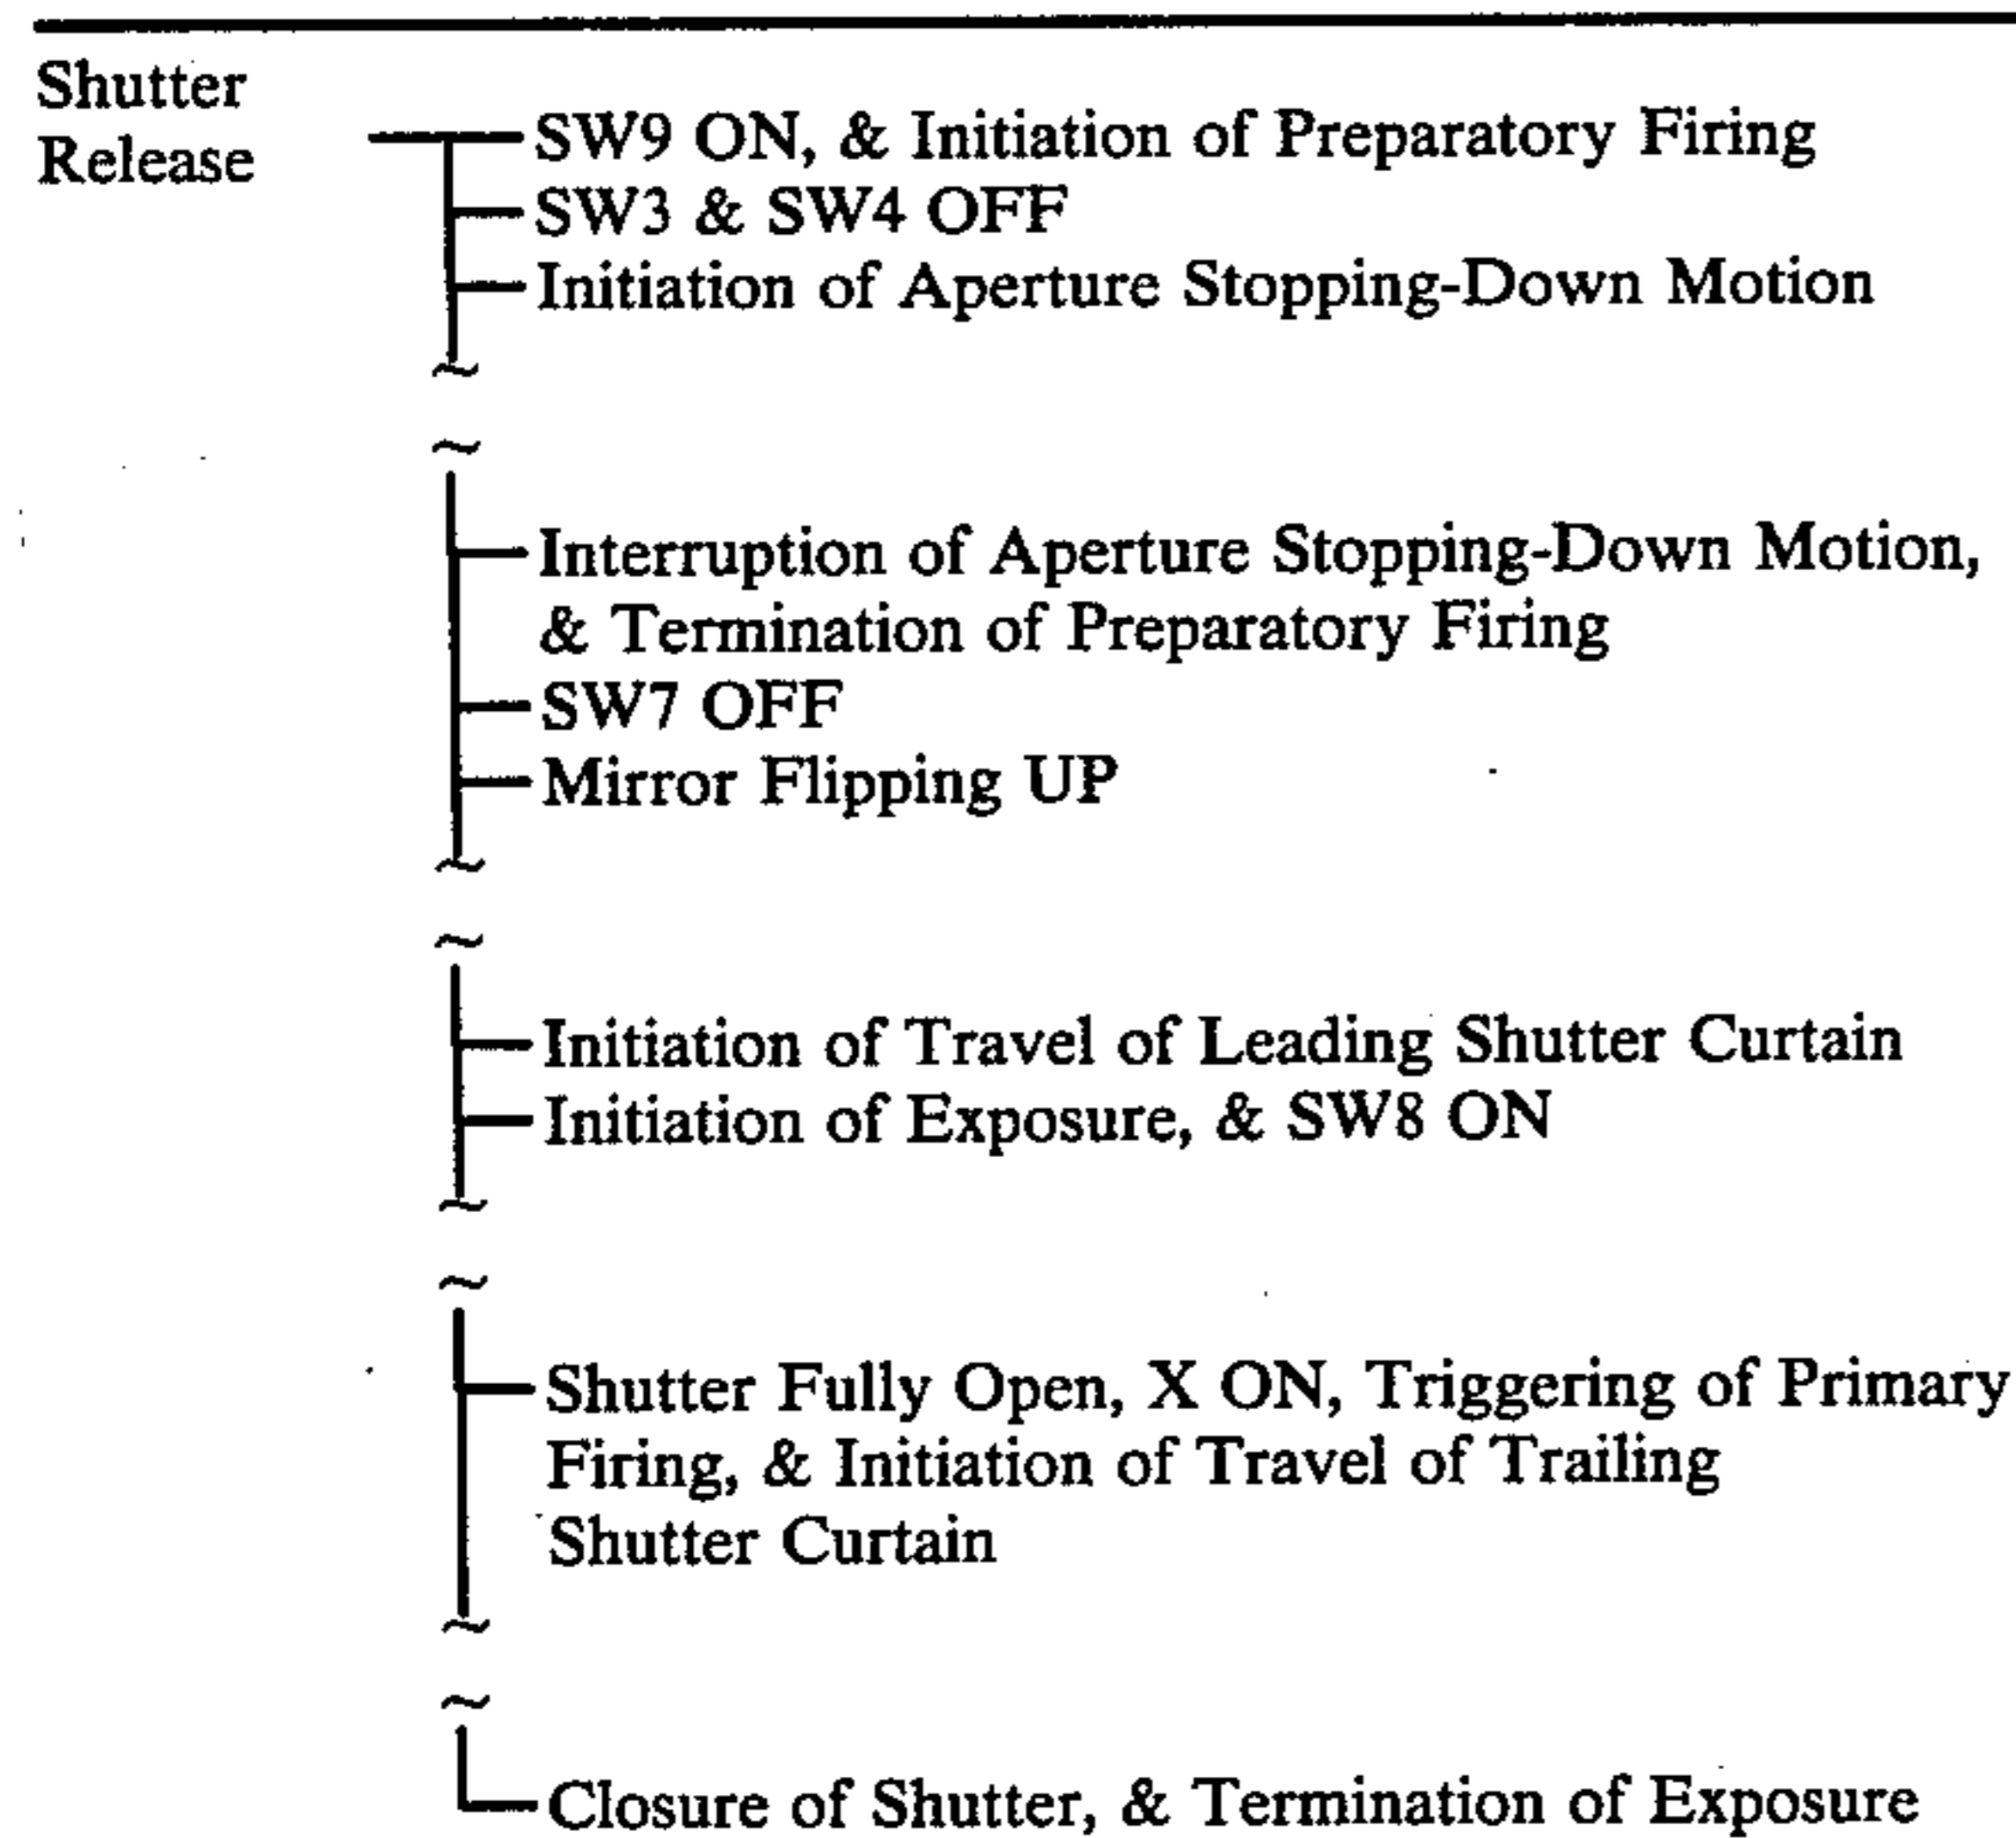 Shutter
Release
SW9 ON, & Initiation of Preparatory Firing
SW3 & SW4 OFF
Initiation of Aperture Stopping-Down Motion
Interruption of Aperture Stopping-Down Motion,
& Termination of Preparatory Firing
SW7 OFF
Mirror Flipping UP
Initiation of Travel of Leading Shutter Curtain
Initiation of Exposure, & SW8 ON
Shutter Fully Open, X ON, Triggering of Primary
Firing, & Initiation of Travel of Trailing
Shutter Curtain
Closure of Shutter, & Termination of Exposure